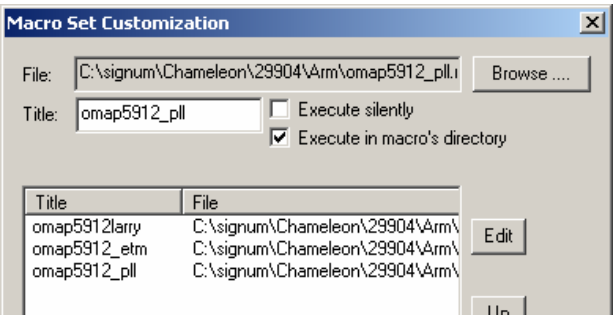 Macro Set Customization
File: C:\signum\Chameleon\29904\Arm\omap5912_pll.
Browse ....
Title: omap5912_pll
Execute silently
Execute in macro's directory
Title File
omap5912larry C:\signum\Chameleon\29904\Arm\
omap5912_etm C:\signum\Chameleon\29904\Arm\
omap5912_pll C:\signum\Chameleon\29904\Arm\
Edit
Up